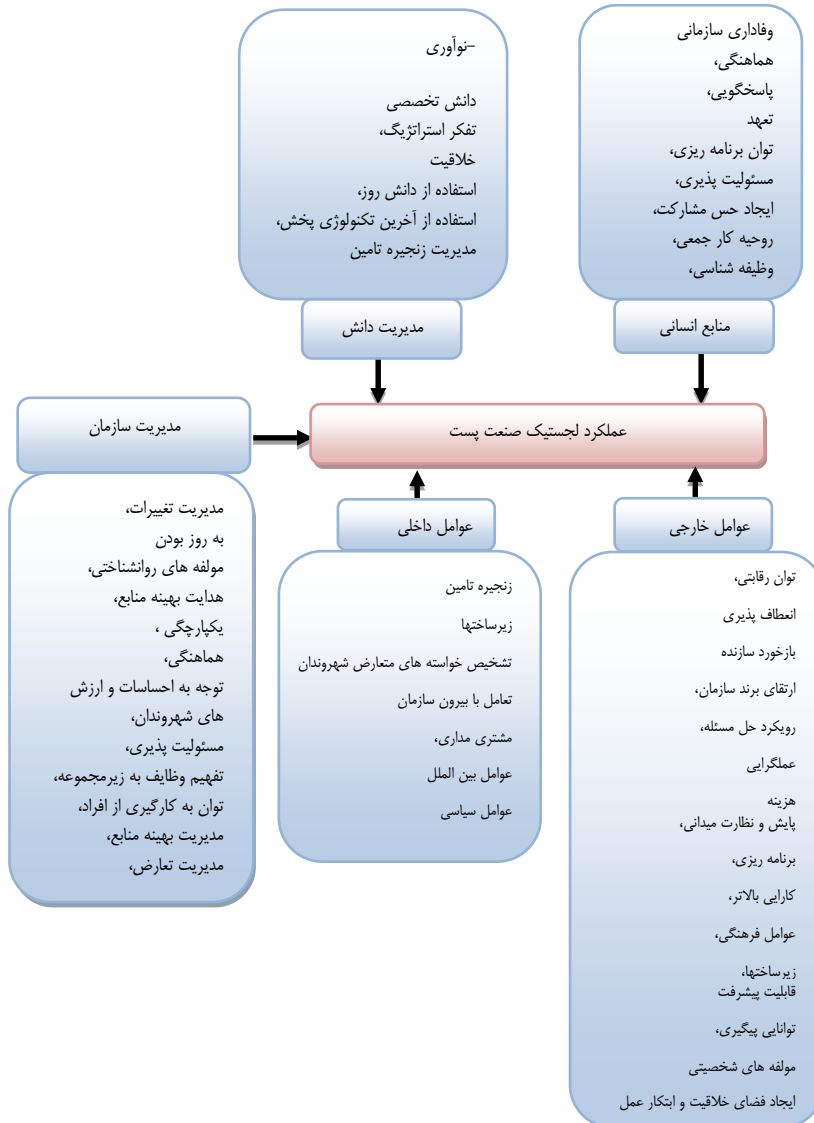 وفاداری سازمانی
هماهنگی،
پاسخگویی،
تعهد
توان برنامه ریزی،
مسئولیت پذیری،
ایجاد حس مشارکت،
روحیه کار جمعی،
وظیفه شناسی،
منابع انسانی
–نوآوری
دانش تخصصی
تفکر استراتژیگ،
خلاقیت
استفاده از دانش روز،
استفاده از آخرین تکنولوژی پخش،
مدیریت زنجیره تامین
مدیریت دانش
عملکرد لجستیک صنعت پست
مدیریت سازمان
مدیریت تغییرات،
به روز بودن
مولفه های روانشناختی،
هدایت بهینه منابع،
یکپارچگی ،
هماهنگی،
توجه به احساسات و ارزش
های شهروندان،
مسئولیت پذیری،
تفهیم وظایف به زیرمجموعه،
توان به کارگیری از افراد،
مدیریت بهینه منابع،
مدیریت تعارض،
عوامل داخلی
زنجیره تامین
زیرساختها
تشخیص خواسته های متعارض شهروندان
تعامل با بیرون سازمان
مشتری مداری،
عوامل بین الملل
عوامل سیاسی
عوامل خارجی
توان رقابتی،
انعطاف پذیری
بازخورد سازنده
ارتقای برند سازمان،
رویکرد حل مسئله،
عملگرایی
هزینه
پایش و نظارت میدانی،
برنامه ریزی،
کارایی بالاتر،
عوامل فرهنگی،
زیرساختها،
قابلیت پیشرفت
توانایی پیگیری،
مولفه های شخصیتی
ایجاد فضای خلاقیت و ابتکار عمل